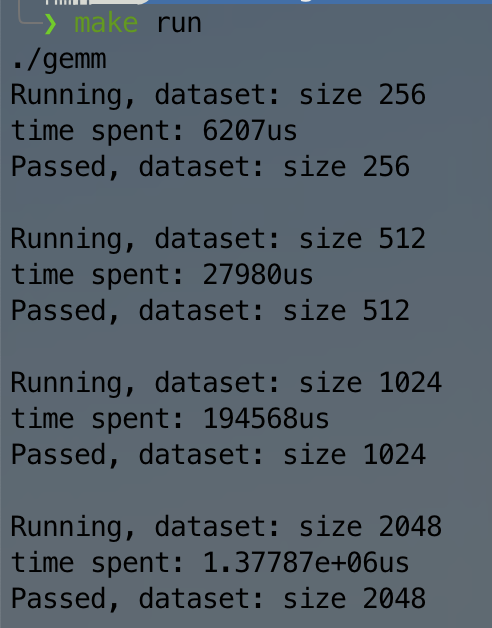 ❯ make run
./gemm
Running, dataset: size 256
time spent: 6207us
Passed, dataset: size 256

Running, dataset: size 512
time spent: 27980us
Passed, dataset: size 512

Running, dataset: size 1024
time spent: 194568us
Passed, dataset: size 1024

Running, dataset: size 2048
time spent: 1.37787e+06us
Passed, dataset: size 2048